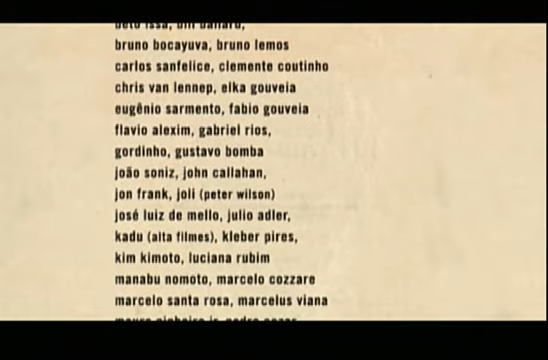 bruno bocayuva, bruno lemos
carlos sanfelice, clemente coutinho
chris van lennep, elka gouveia
eugênio sarmento, fabio gouveia
flavio alexim, gabriel rios,
gordinho, gustavo bomba
joão soniz, john callahan,
jon frank, joli (peter wilson)
josé luiz de mello, julio adler,
kadu (alta filmes), kleber pires,
kim kimoto, luciana rubim
manabu nomoto, marcelo cozzare
marcelo santa rosa, marcelus viana